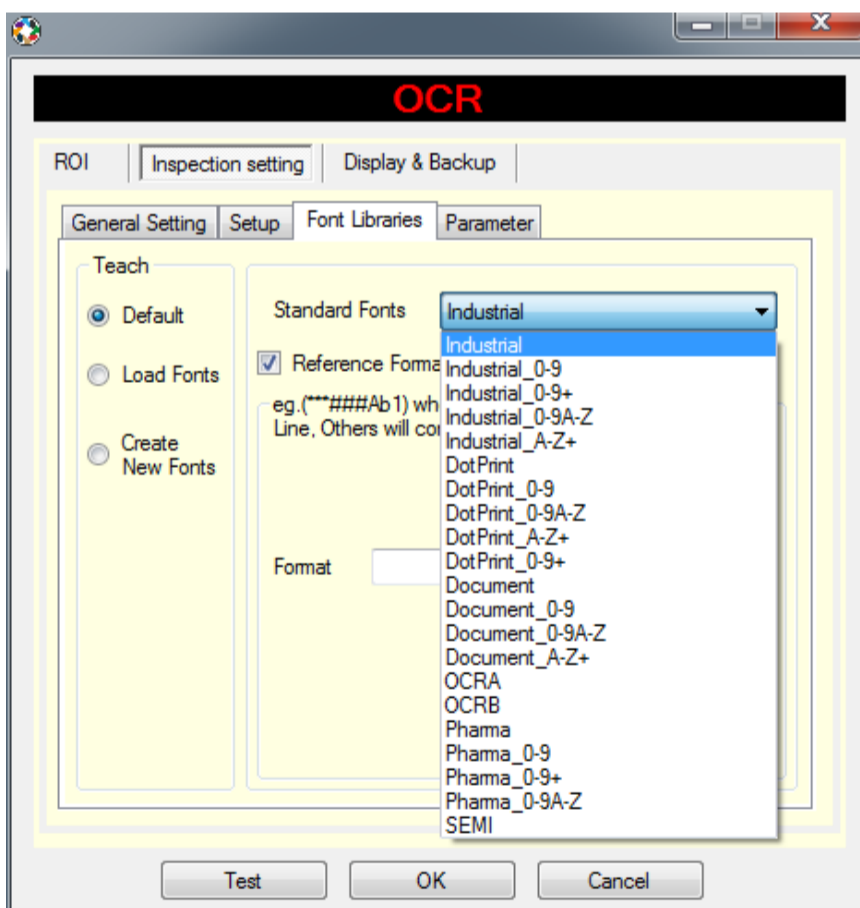 OCR
ROI Inspection setting Display & Backup
General Setting Setup Font Libraries Parameter
Teach
Default
Load Fonts
Create
New Fonts
Standard Fonts Industrial
Reference Forma
eg.(***###Ab1) wh
Line, Others will co
Format
Industrial
Industrial_0-9
Industrial_0-9+
Industrial_0-9A-Z
Industrial_A-Z+
DotPrint
DotPrint_0-9
DotPrint_0-9A-Z
DotPrint_A-Z+
DotPrint_0-9+
Document
Document_0-9
Document_0-9A-Z
Document_A-Z+
OCRA
OCRB
Pharma
Pharma_0-9
Pharma_0-9+
Pharma_0-9A-Z
SEMI
Test OK Cancel